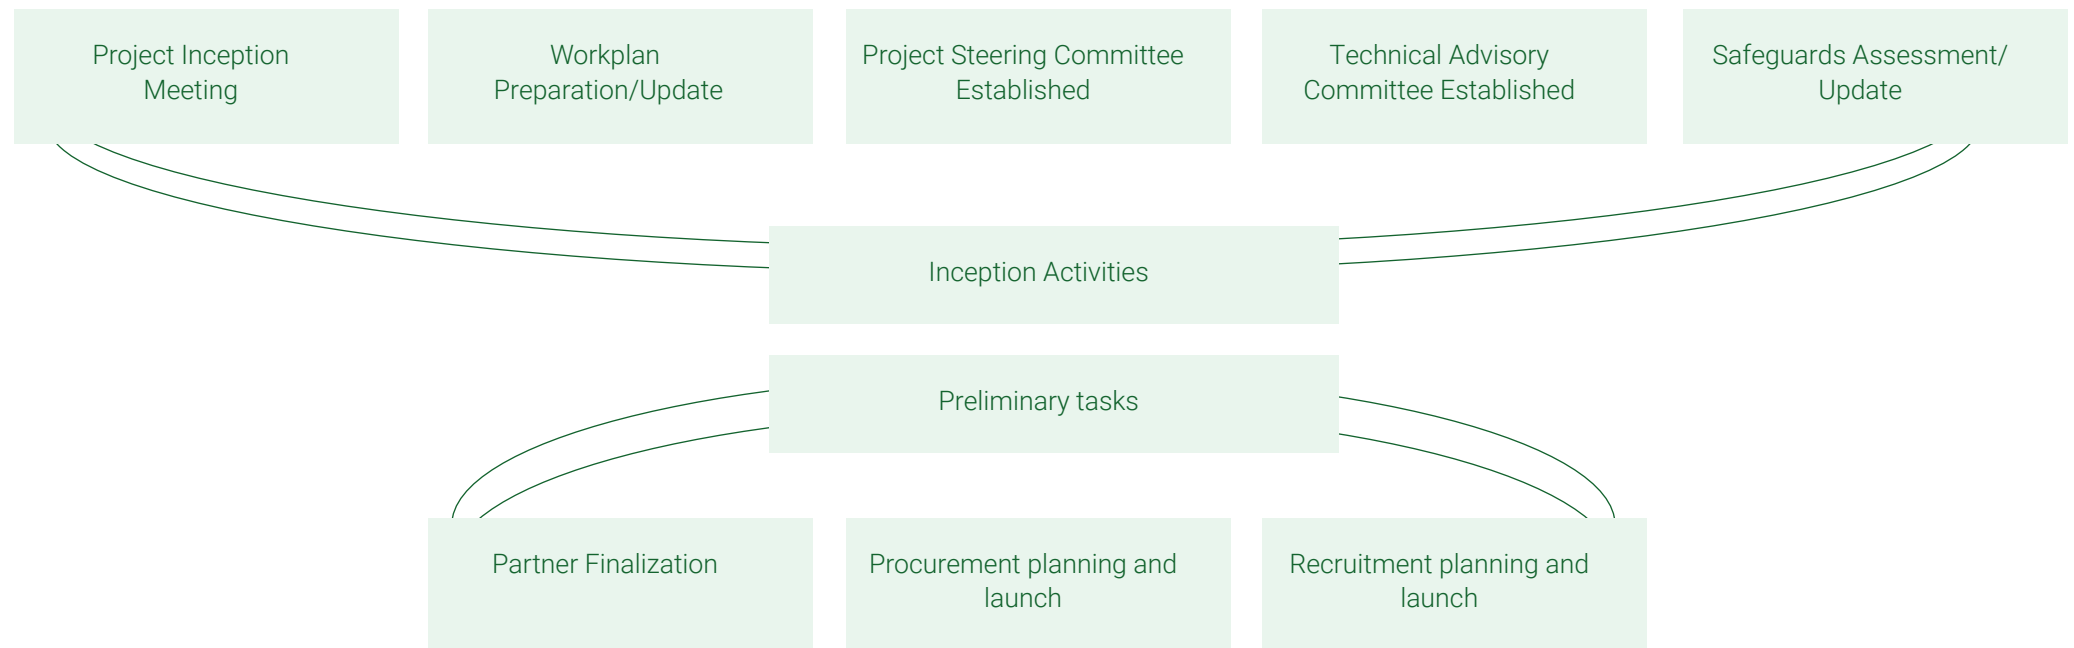 Project Inception
Meeting
Workplan
Preparation/Update
Project Steering Committee
Established
Technical Advisory
Committee Established
Safeguards Assessment/
Update
Inception Activities
Preliminary tasks
Partner Finalization
Procurement planning and
launch
Recruitment planning and
launch